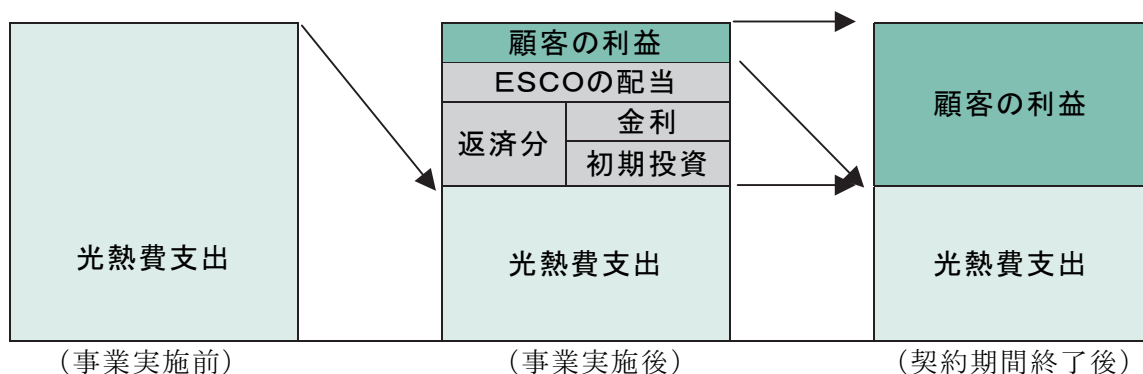 光熱費支出
(事業実施前)
顧客の利益
ESCOの配当
返済分
金利
初期投資
光熱費支出
(事業実施後)
顧客の利益
光熱費支出
(契約期間終了後)